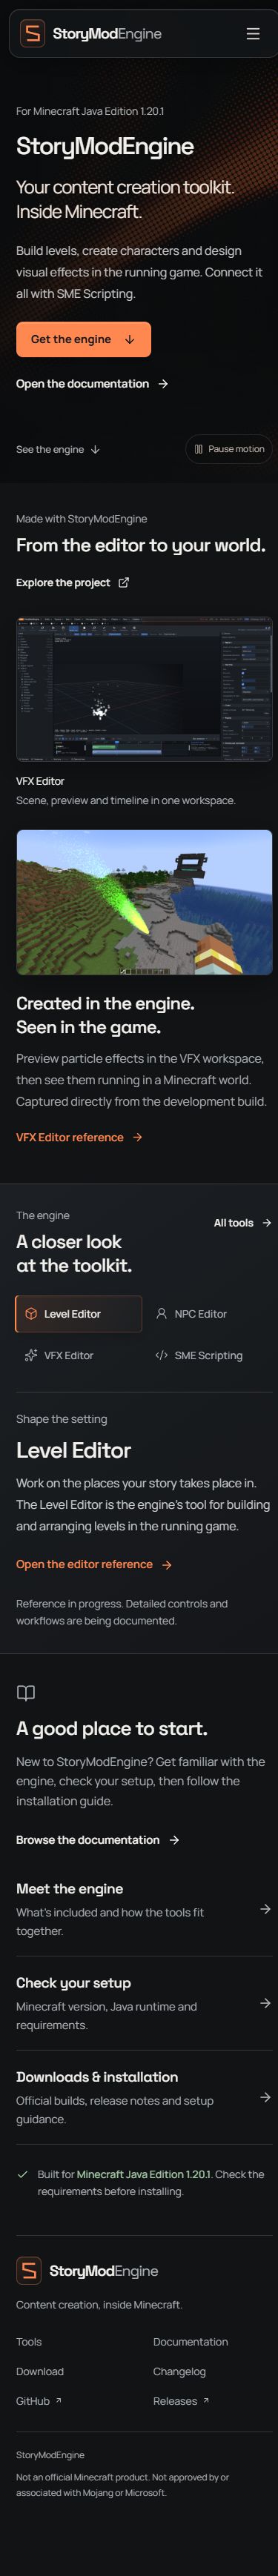 StoryModEngine
For Minecraft Java Edition 1.20.1
StoryModEngine
Your content creation toolkit.
Inside Minecraft.
Build levels, create characters and design
visual effects in the running game. Connect it
all with SME Scripting.
Get the engine
Open the documentation
See the engine
Pause motion
Made with StoryModEngine
From the editor to your world.
Explore the project
VFX Editor
Scene, preview and timeline in one workspace.
Created in the engine.
Seen in the game.
Preview particle effects in the VFX workspace,
then see them running in a Minecraft world.
Captured directly from the development build.
VFX Editor reference
The engine
All tools
A closer look
at the toolkit.
Level Editor
NPC Editor
VFX Editor
SME Scripting
Shape the setting
Level Editor
Work on the places your story takes place in.
The Level Editor is the engine's tool for building
and arranging levels in the running game.
Open the editor reference
Reference in progress. Detailed controls and
workflows are being documented.
A good place to start.
New to StoryModEngine? Get familiar with the
engine, check your setup, then follow the
installation guide.
Browse the documentation
Meet the engine
What's included and how the tools fit
together.
Check your setup
Minecraft version, Java runtime and
requirements.
Downloads & installation
Official builds, release notes and setup
guidance.
Built for Minecraft Java Edition 1.20.1. Check the
requirements before installing.
StoryModEngine
Content creation, inside Minecraft.
Tools
Documentation
Download
Changelog
GitHub
Releases
StoryModEngine
Not an official Minecraft product. Not approved by or
associated with Mojang or Microsoft.